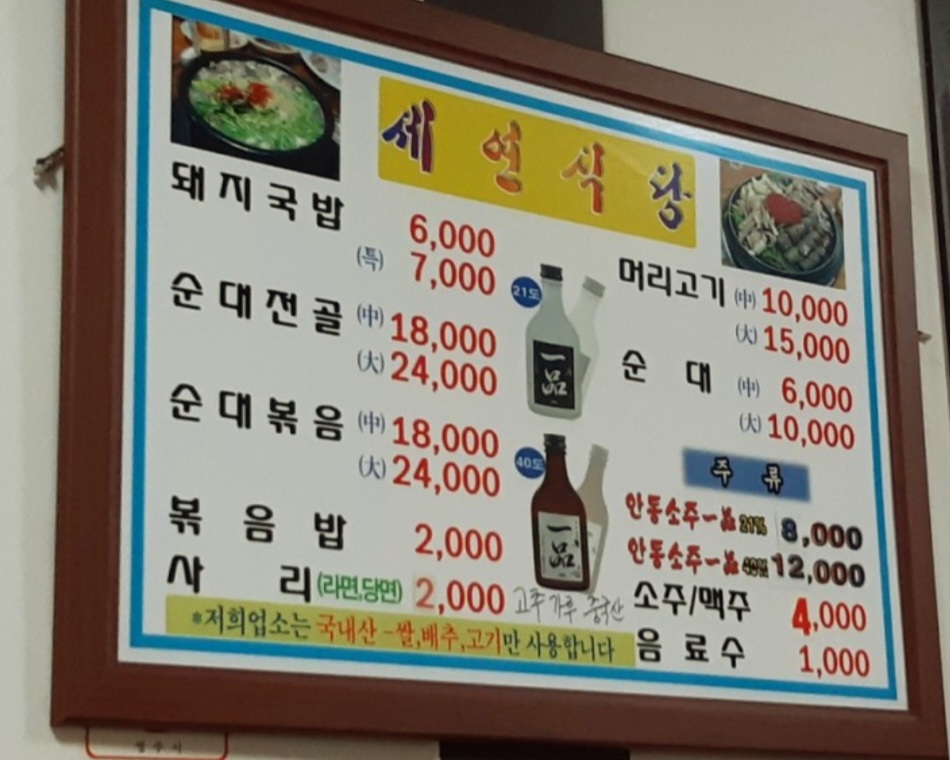 세연식당
돼지국밥 6,000
(특) 7,000
순대전골 (中) 18,000
(大) 24,000
순대볶음 (中) 18,000
(大) 24,000
볶음밥 2,000
사리(라면,당면) 2,000
*저희업소는 국내산-쌀,배추,고기만 사용합니다
21도
一品
40도
一品
고추가루 중국산
머리고기 (中) 10,000
(大) 15,000
순대 (中) 6,000
(大) 10,000
주류
안동소주一品 21% 8,000
안동소주一品 40% 12,000
소주/맥주 4,000
음료수 1,000